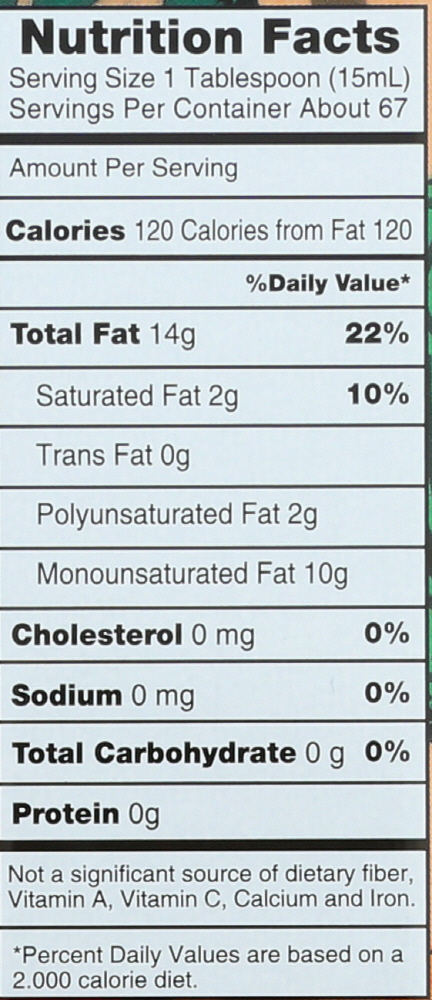 Nutrition Facts
Serving Size 1 Tablespoon (15mL)
Servings Per Container About 67
Amount Per Serving
Calories 120 Calories from Fat 120
%Daily Value*
Total Fat 14g 22%
Saturated Fat 2g 10%
Trans Fat 0g
Polyunsaturated Fat 2g
Monounsaturated Fat 10g
Cholesterol 0 mg 0%
Sodium 0 mg 0%
Total Carbohydrate 0 g 0%
Protein 0g
Not a significant source of dietary fiber,
Vitamin A, Vitamin C, Calcium and Iron.
*Percent Daily Values are based on a
2.000 calorie diet.